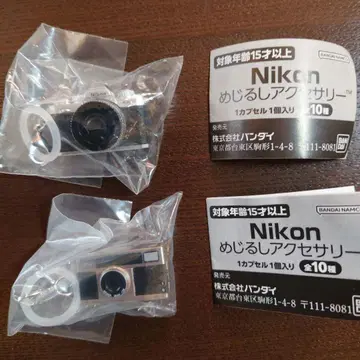 対象年齢15才以上
BANDAI NAMCO
Nikon
めじるしアクセサリー
1カプセル1個入り 全10種
発売元
株式会社バンダイ
東京都台東区駒形1-4-8 〒111-8081
対象年齢15才以上
BANDAI NAMCO
Nikon
めじるしアクセサリー
1カプセル1個入り 全10種
発売元
株式会社バンダイ
東京都台東区駒形1-4-8 〒111-8081